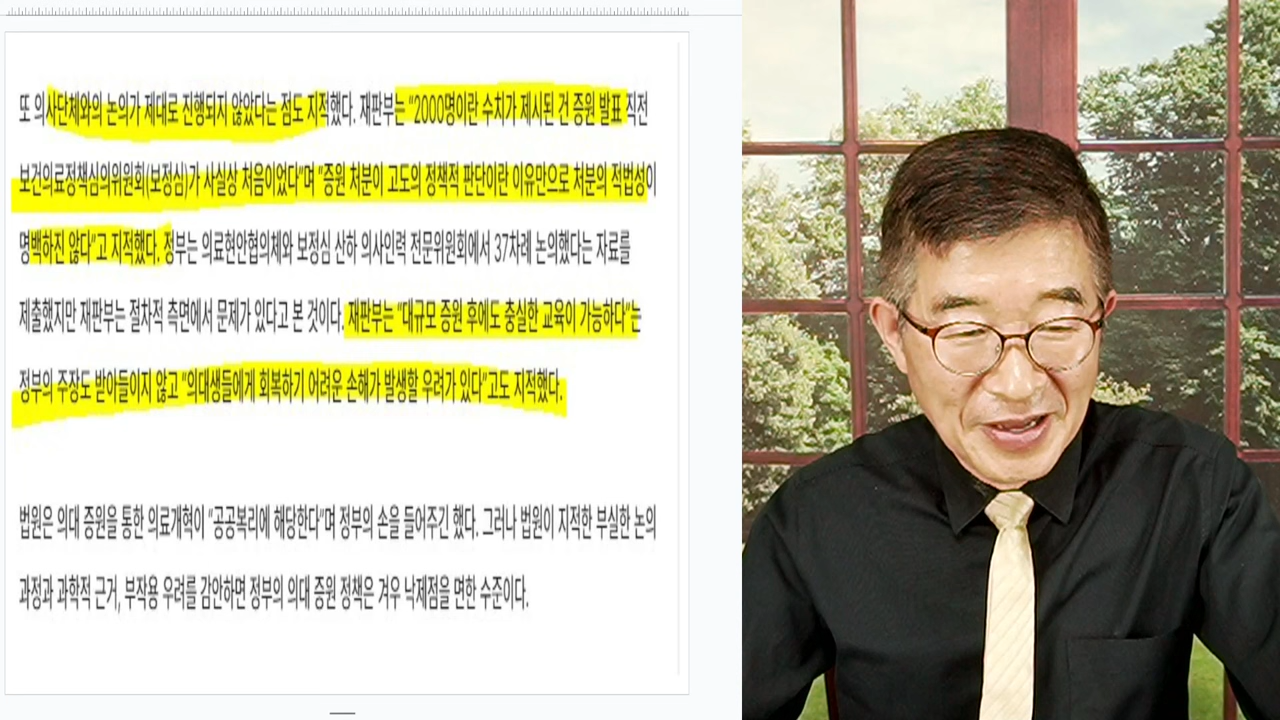 또 의사단체와의 논의가 제대로 진행되지 않았다는 점도 지적했다. 재판부는 "2000명이란 수치가 제시된 건 증원 발표 직전
보건의료정책심의위원회(보정심)가 사실상 처음이었다"며 "증원 처분이 고도의 정책적 판단이란 이유만으로 처분의 적법성이
명백하진 않다"고 지적했다. 정부는 의료현안협의체와 보정심 산하 의사인력 전문위원회에서 37차례 논의했다는 자료를
제출했지만 재판부는 절차적 측면에서 문제가 있다고 본 것이다. 재판부는 "대규모 증원 후에도 충실한 교육이 가능하다"는
정부의 주장도 받아들이지 않고 "의대생들에게 회복하기 어려운 손해가 발생할 우려가 있다"고도 지적했다.
법원은 의대 증원을 통한 의료개혁이 "공공복리에 해당한다"며 정부의 손을 들어주긴 했다. 그러나 법원이 지적한 부실한 논의
과정과 과학적 근거, 부작용 우려를 감안하면 정부의 의대 증원 정책은 겨우 낙제점을 면한 수준이다.